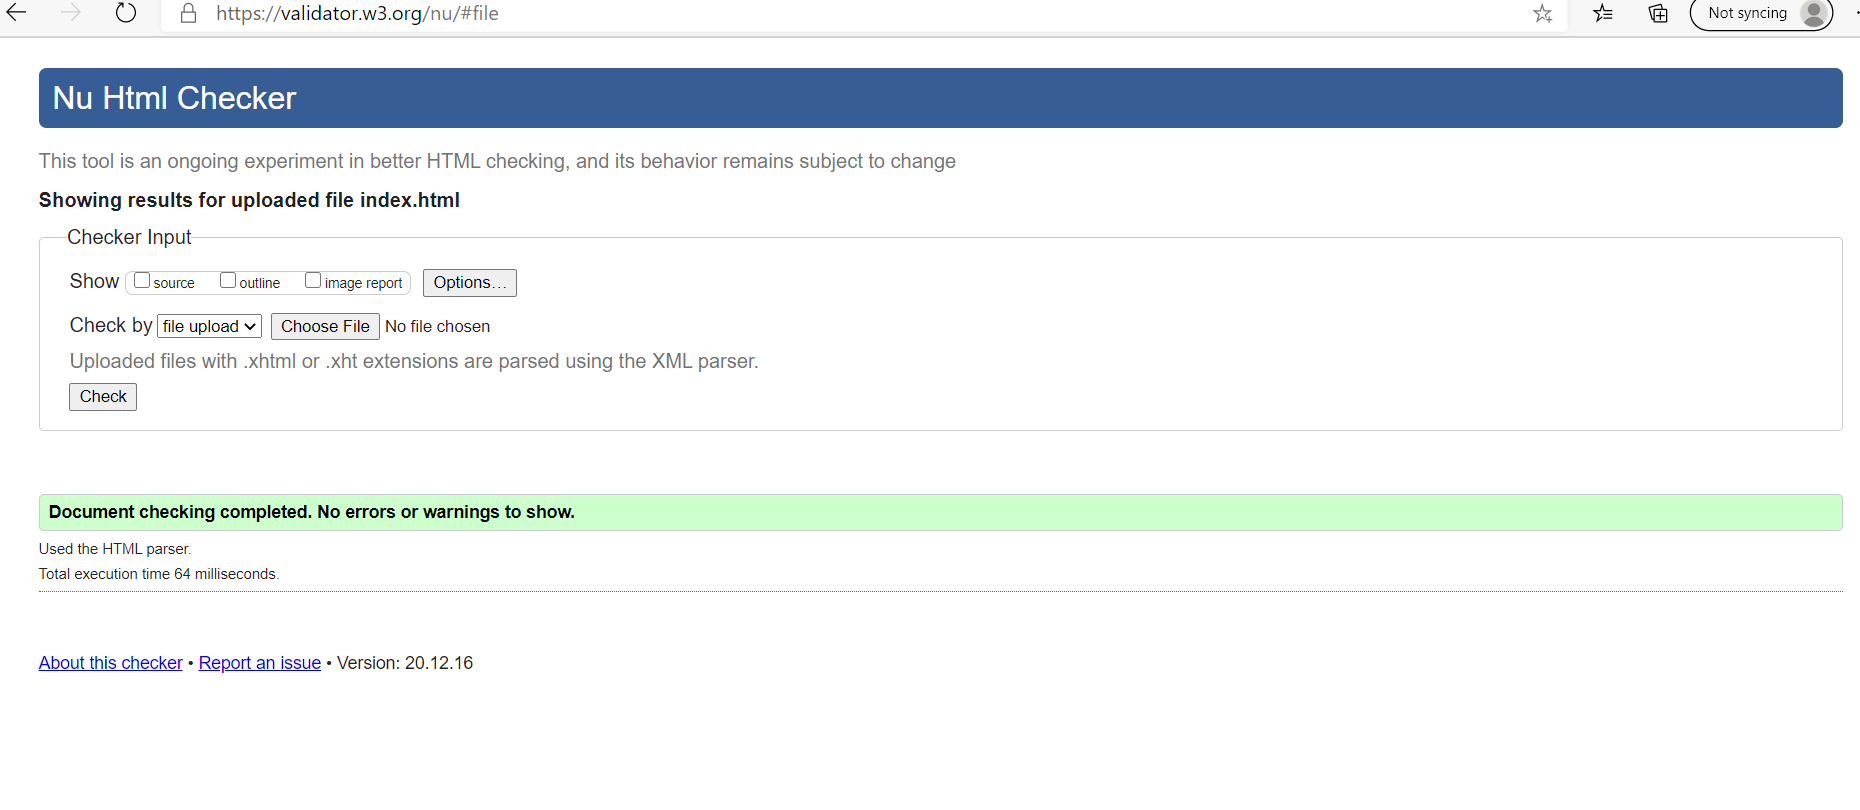 https://validator.w3.org/nu/#file
Not syncing
Nu Html Checker
This tool is an ongoing experiment in better HTML checking, and its behavior remains subject to change
Showing results for uploaded file index.html
Checker Input
Show source outline image report Options...
Check by file upload Choose File No file chosen
Uploaded files with .xhtml or .xht extensions are parsed using the XML parser.
Check
Document checking completed. No errors or warnings to show.
Used the HTML parser.
Total execution time 64 milliseconds.
About this checker • Report an issue • Version: 20.12.16